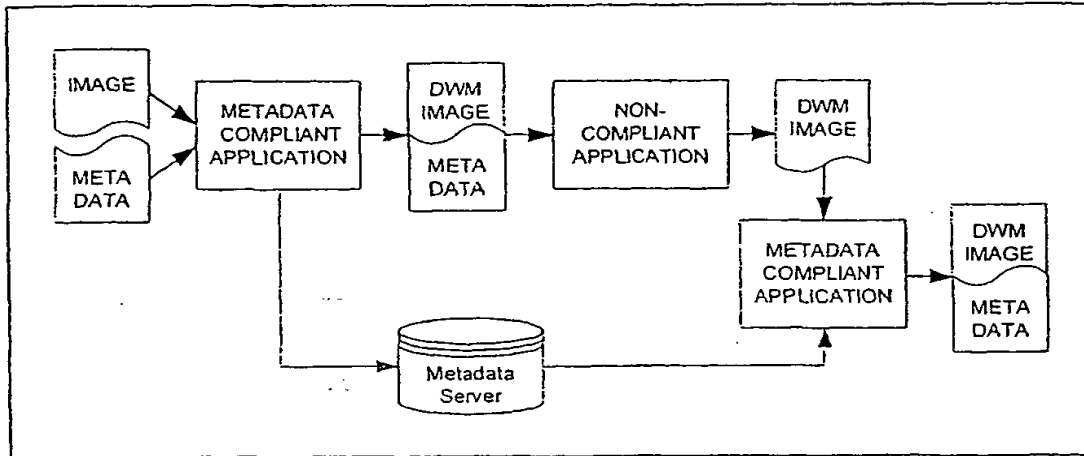 IMAGE
META
DATA
METADATA
COMPLIANT
APPLICATION
DWM
IMAGE
META
DATA
NON-
COMPLIANT
APPLICATION
DWM
IMAGE
METADATA
COMPLIANT
APPLICATION
DWM
IMAGE
META
DATA
Metadata
Server